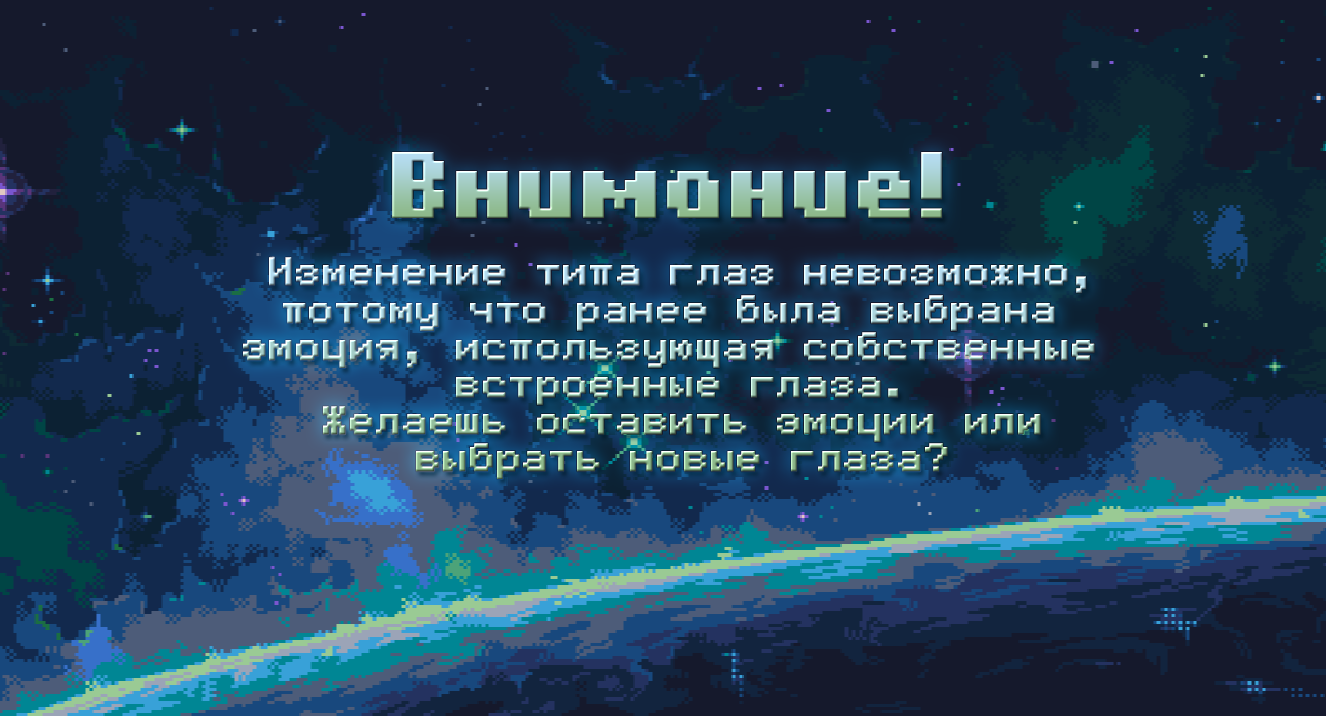 Внимание!
Изменение типа глаз невозможно,
потому что ранее была выбрана
эмоция, использующая собственные
встроенные глаза.
Желаешь оставить эмоции или
выбрать новые глаза?